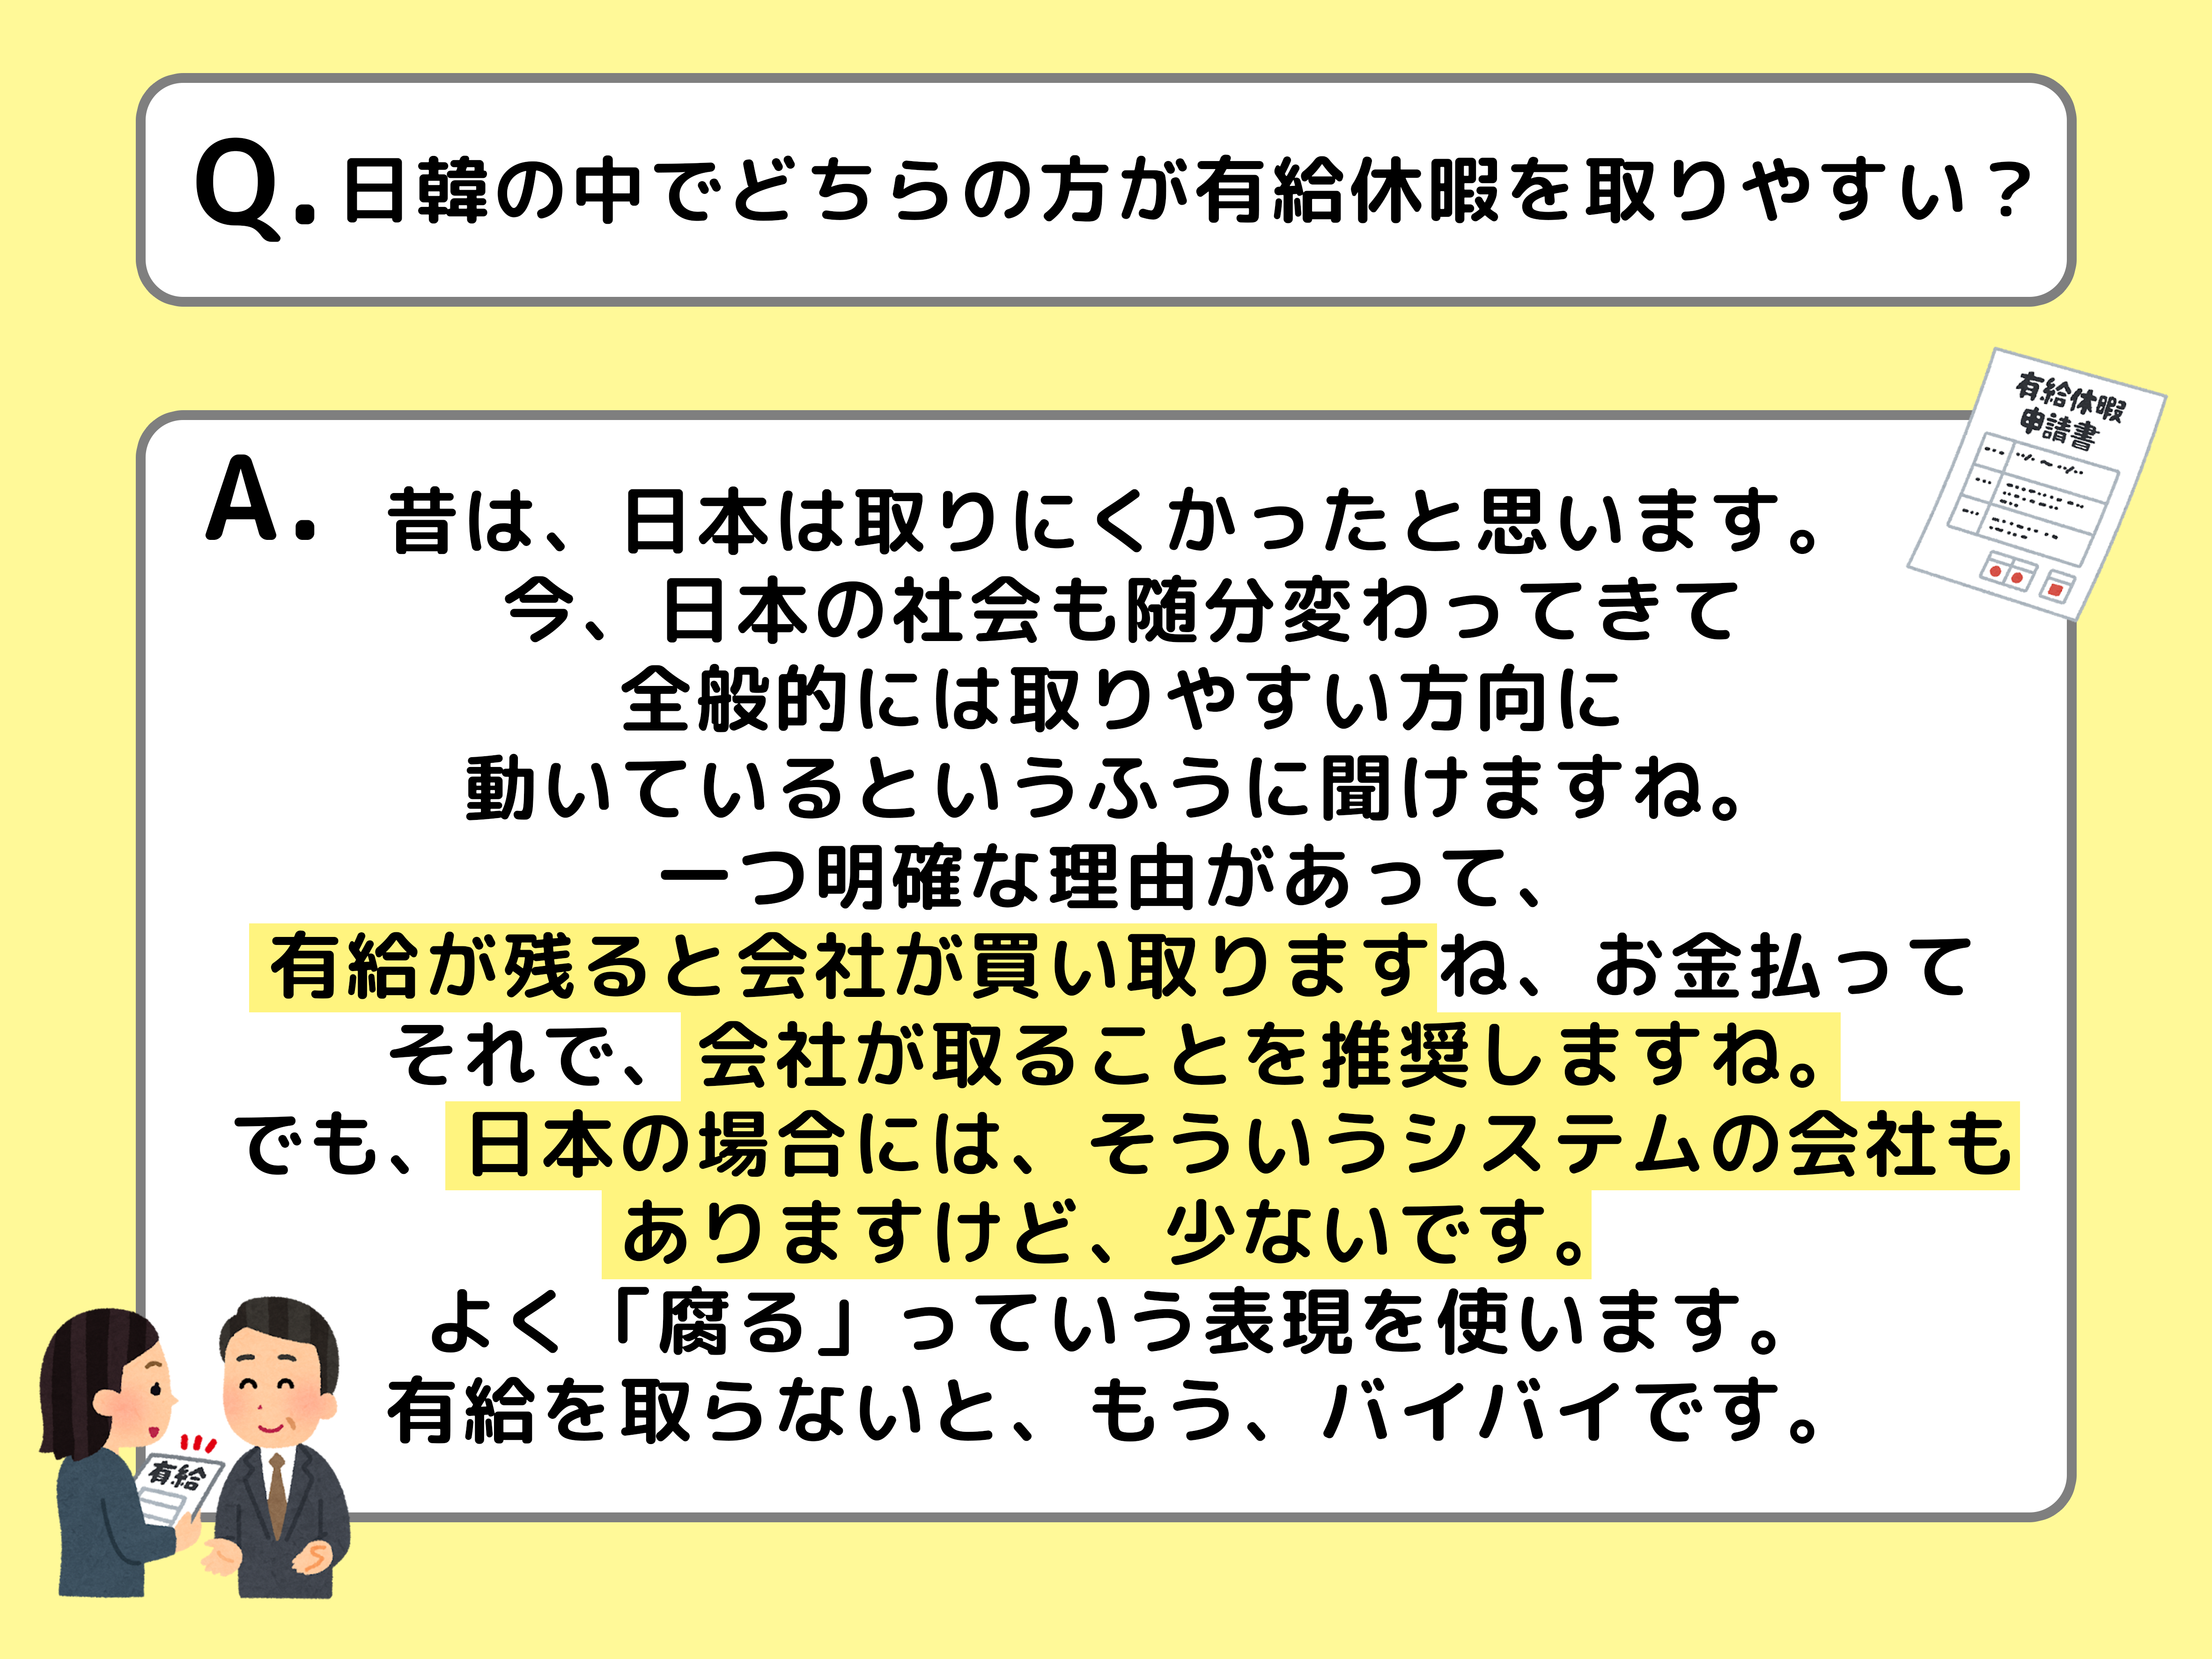 Q. 日韓の中でどちらの方が有給休暇を取りやすい？
有給休暇
申請書
A. 昔は、日本は取りにくかったと思います。
今、日本の社会も随分変わってきて
全般的には取りやすい方向に
動いているというふうに聞けますね。
一つ明確な理由があって、
有給が残ると会社が買い取りますね、お金払って
それで、会社が取ることを推奨しますね。
でも、日本の場合には、そういうシステムの会社も
ありますけど、少ないです。
よく「腐る」っていう表現を使います。
有給を取らないと、もう、バイバイです。
有給